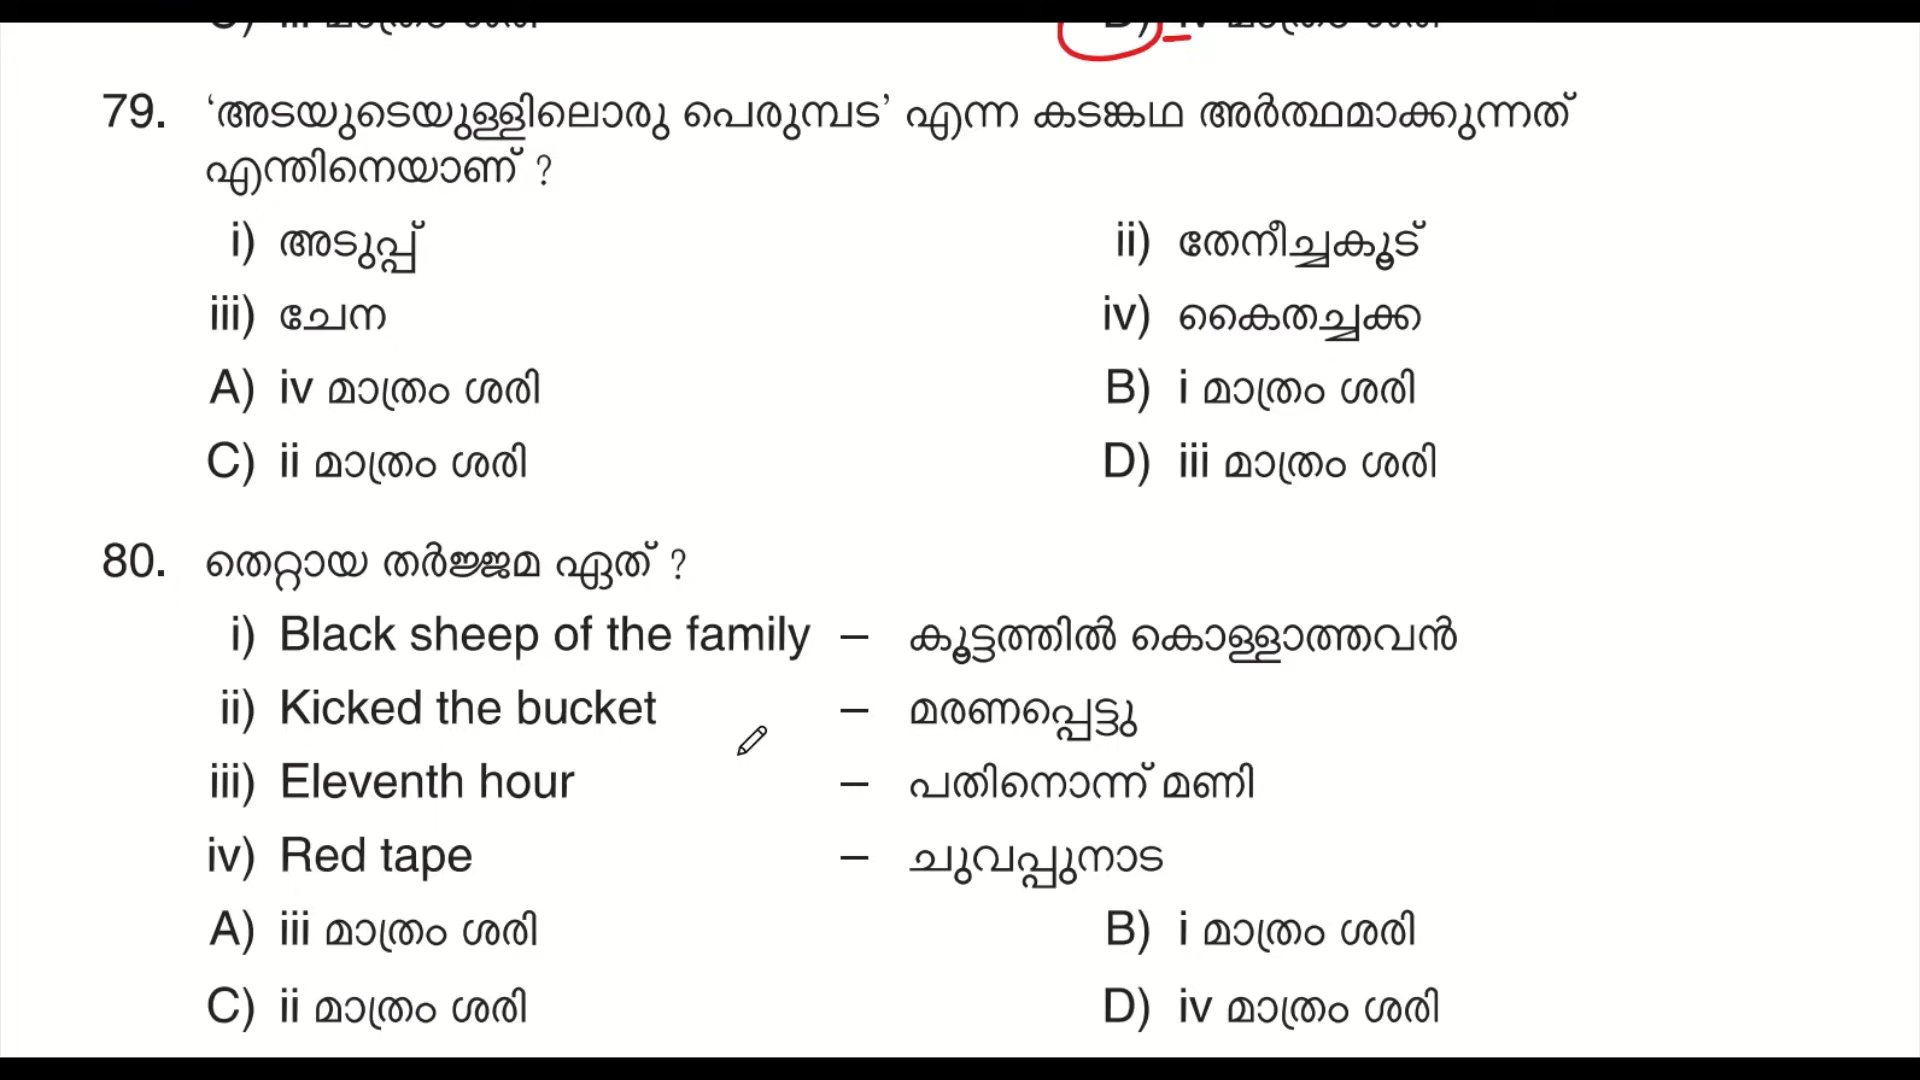 79. ‘അടയുടെയുള്ളിലൊരു പെരുമ്പട’ എന്ന കടങ്കഥ അർത്ഥമാക്കുന്നത്
എന്തിനെയാണ് ?
i) അടുപ്പ് ii) തേനീച്ചകൂട്
iii) ചേന iv) കൈതച്ചക്ക
A) iv മാത്രം ശരി B) i മാത്രം ശരി
C) ii മാത്രം ശരി D) iii മാത്രം ശരി
80. തെറ്റായ തർജ്ജമ ഏത് ?
i) Black sheep of the family – കൂട്ടത്തിൽ കൊള്ളാത്തവൻ
ii) Kicked the bucket – മരണപ്പെട്ടു
iii) Eleventh hour – പതിനൊന്ന് മണി
iv) Red tape – ചുവപ്പുനാട
A) iii മാത്രം ശരി B) i മാത്രം ശരി
C) ii മാത്രം ശരി D) iv മാത്രം ശരി